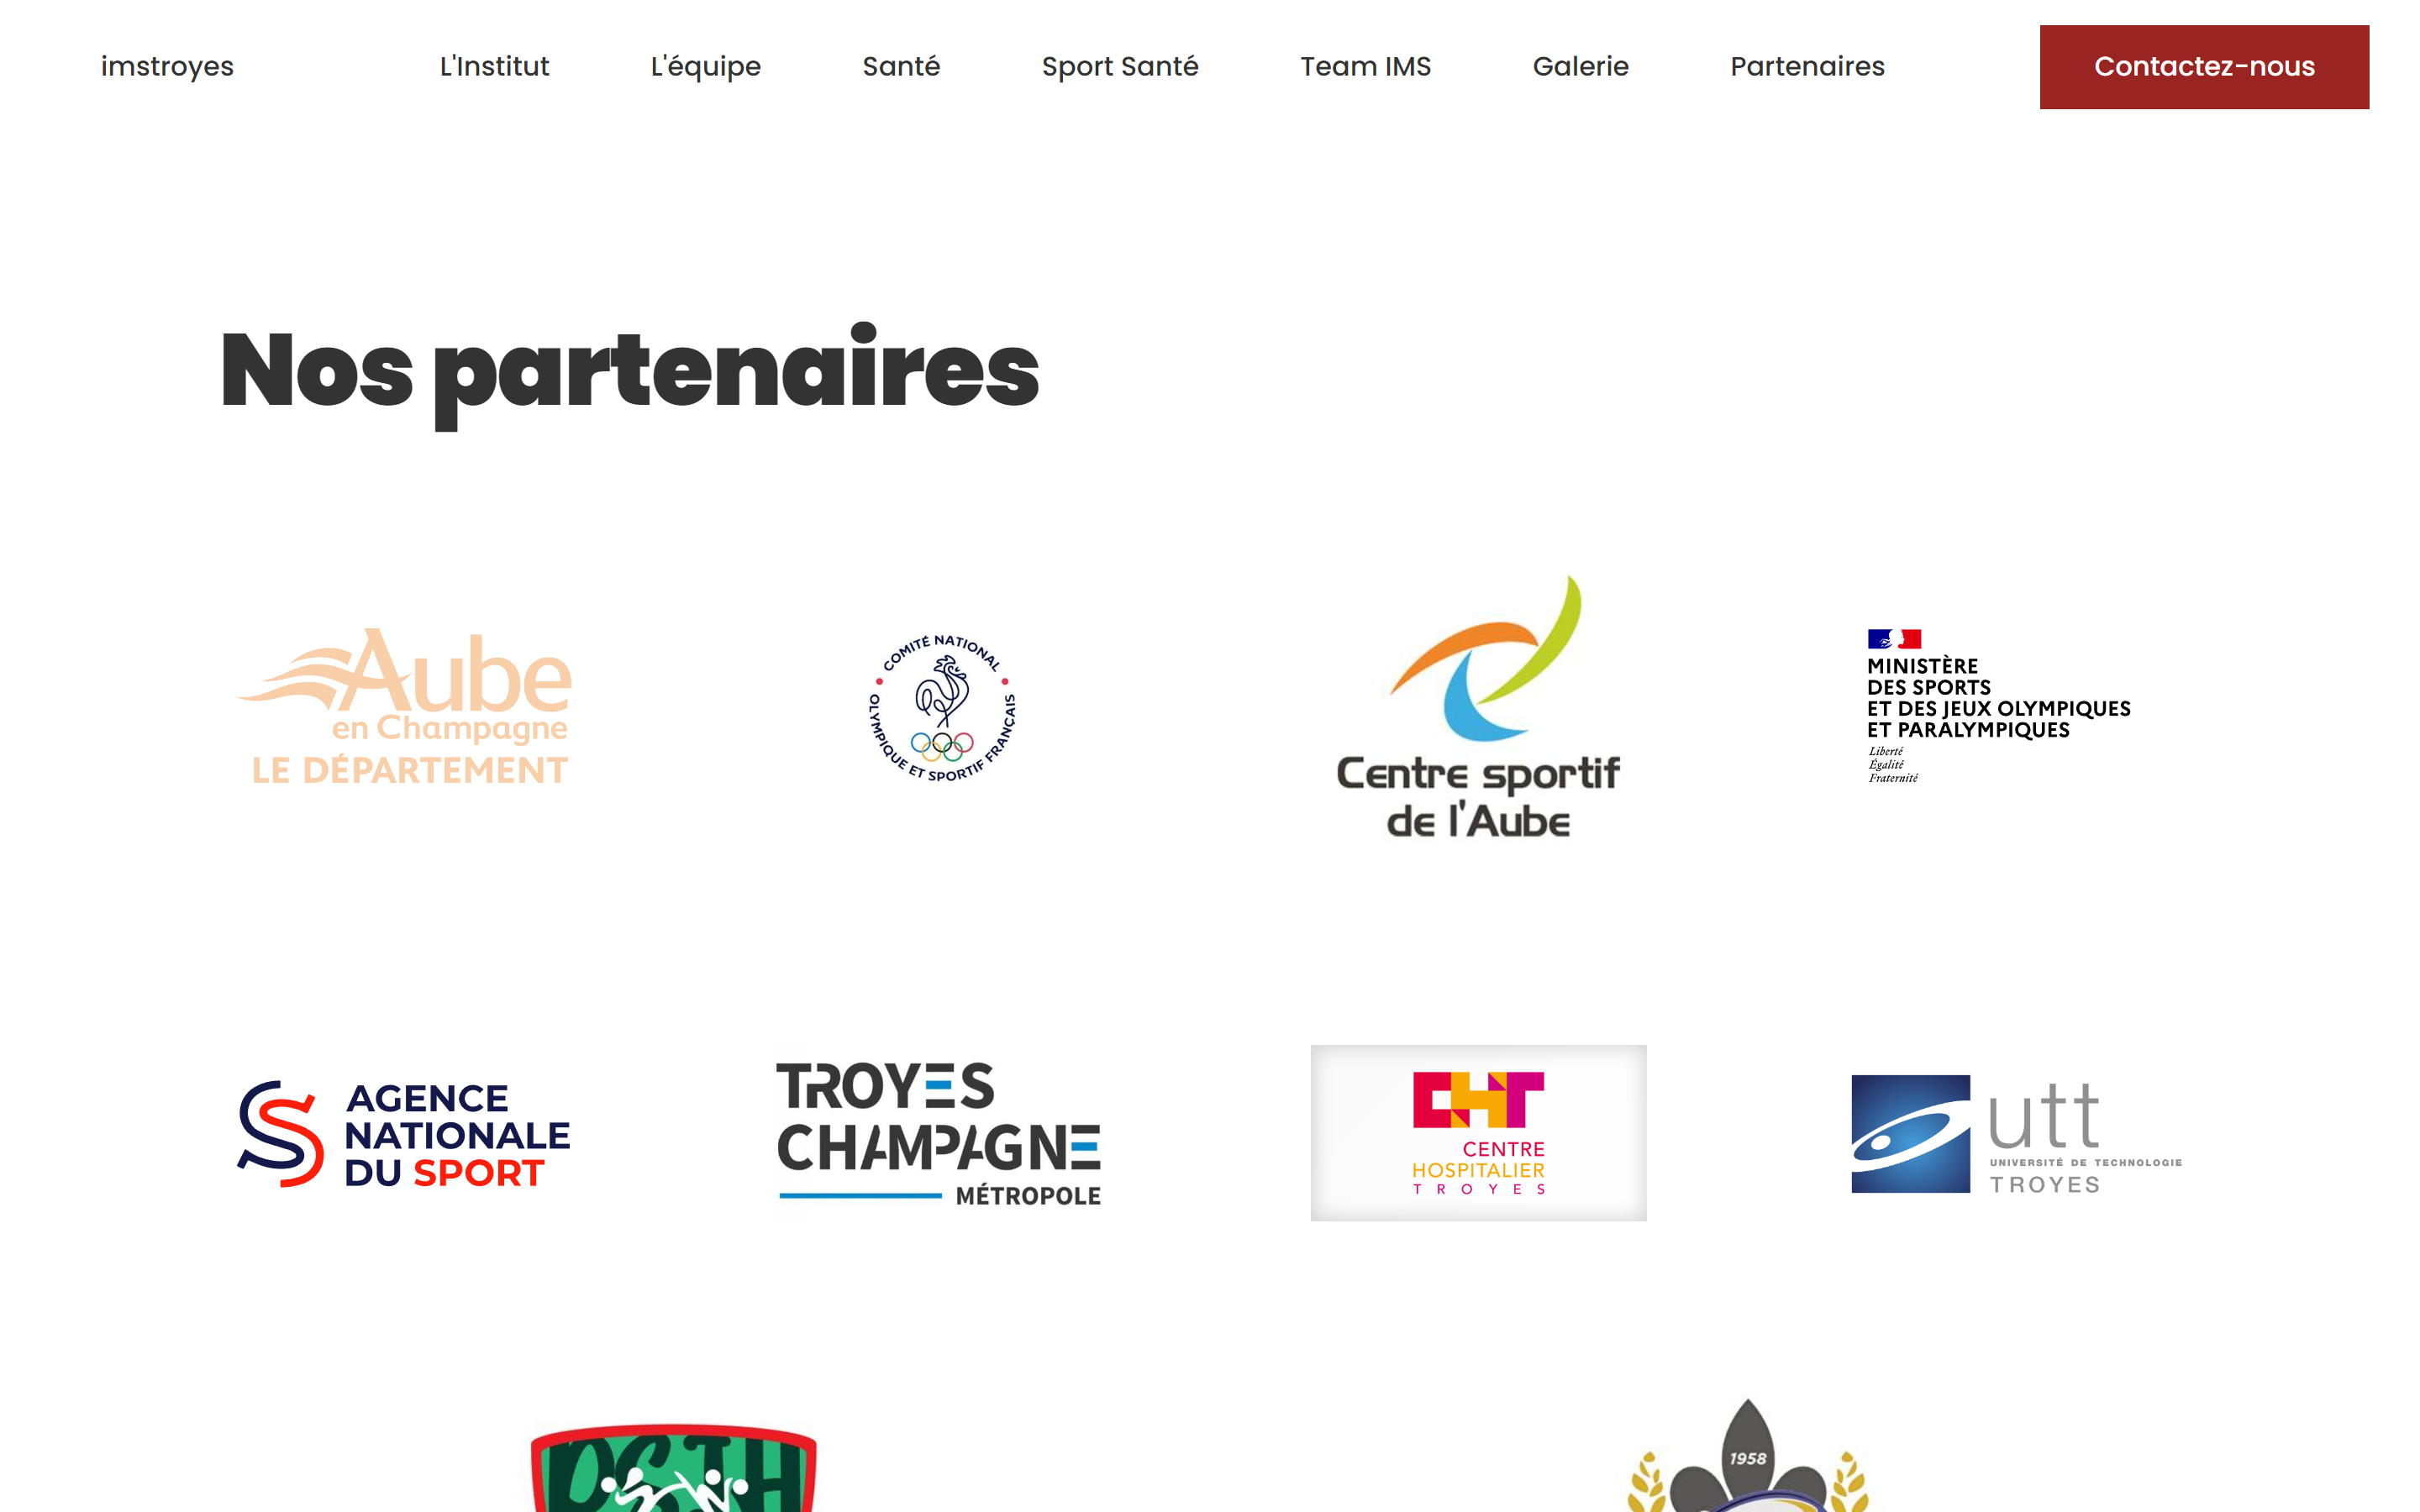 imstroyes
L'Institut
L'équipe
Santé
Sport Santé
Team IMS
Galerie
Partenaires
Contactez-nous
Nos partenaires
Aube
en Champagne
LE DÉPARTEMENT
COMITÉ NATIONAL
OLYMPIQUE ET SPORTIF FRANÇAIS
Centre sportif
de l'Aube
MINISTÈRE
DES SPORTS
ET DES JEUX OLYMPIQUES
ET PARALYMPIQUES
Liberté
Égalité
Fraternité
AGENCE
NATIONALE
DU SPORT
TROYES
CHAMPAGNE
MÉTROPOLE
CHT
CENTRE
HOSPITALIER
TROYES
utt
UNIVERSITÉ DE TECHNOLOGIE
TROYES
1958